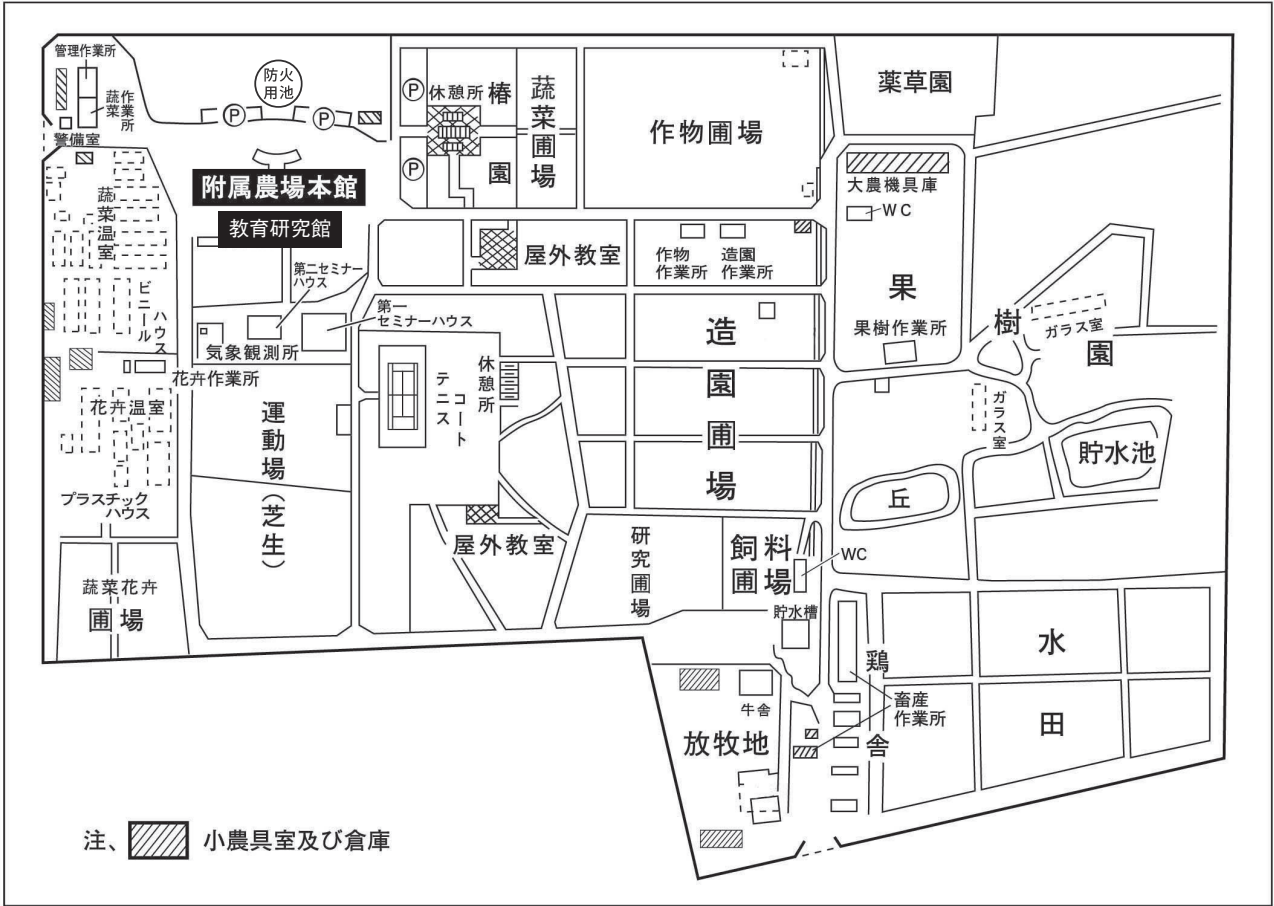 管理作業所
蔬菜作業所
警備室
防火
用池
P
P
附属農場本館
教育研究館
P
P
休憩所
椿園
蔬菜圃場
作物圃場
薬草園
大農機具庫
WC
蔬菜温室
ビニールハウス
第二セミナー
ハウス
第一
セミナーハウス
気象観測所
屋外教室
作物
作業所
造園
作業所
果樹園
果樹作業所
ガラス室
ガラス室
花卉作業所
花卉温室
プラスチック
ハウス
運動場(芝生)
テニスコート
休憩所
造園圃場
貯水池
丘
屋外教室
研究圃場
飼料
圃場
WC
貯水槽
蔬菜花卉
圃場
牛舎
放牧地
鶏舎
畜産
作業所
水田
注、 小農具室及び倉庫